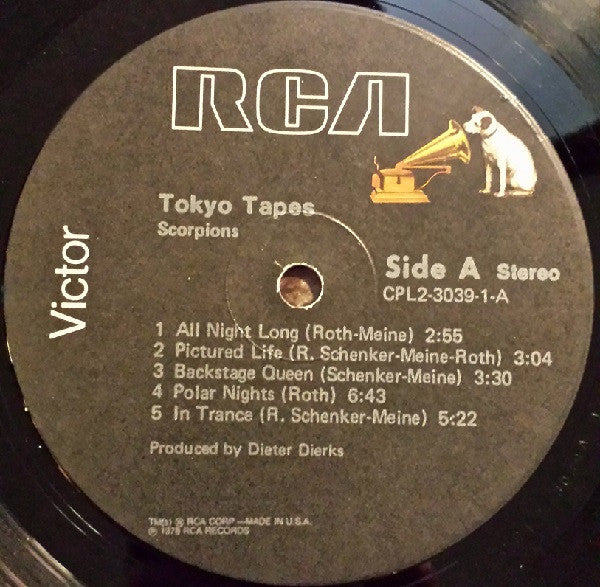 RCA
Victor
Tokyo Tapes
Scorpions
Side A Stereo
CPL2-3039-1-A
1 All Night Long (Roth-Meine) 2:55
2 Pictured Life (R. Schenker-Meine-Roth) 3:04
3 Backstage Queen (Schenker-Meine) 3:30
4 Polar Nights (Roth) 6:43
5 In Trance (R. Schenker-Meine) 5:22
Produced by Dieter Dierks
TM(s) ® RCA CORP.—MADE IN U.S.A.
℗ 1978 RCA RECORDS